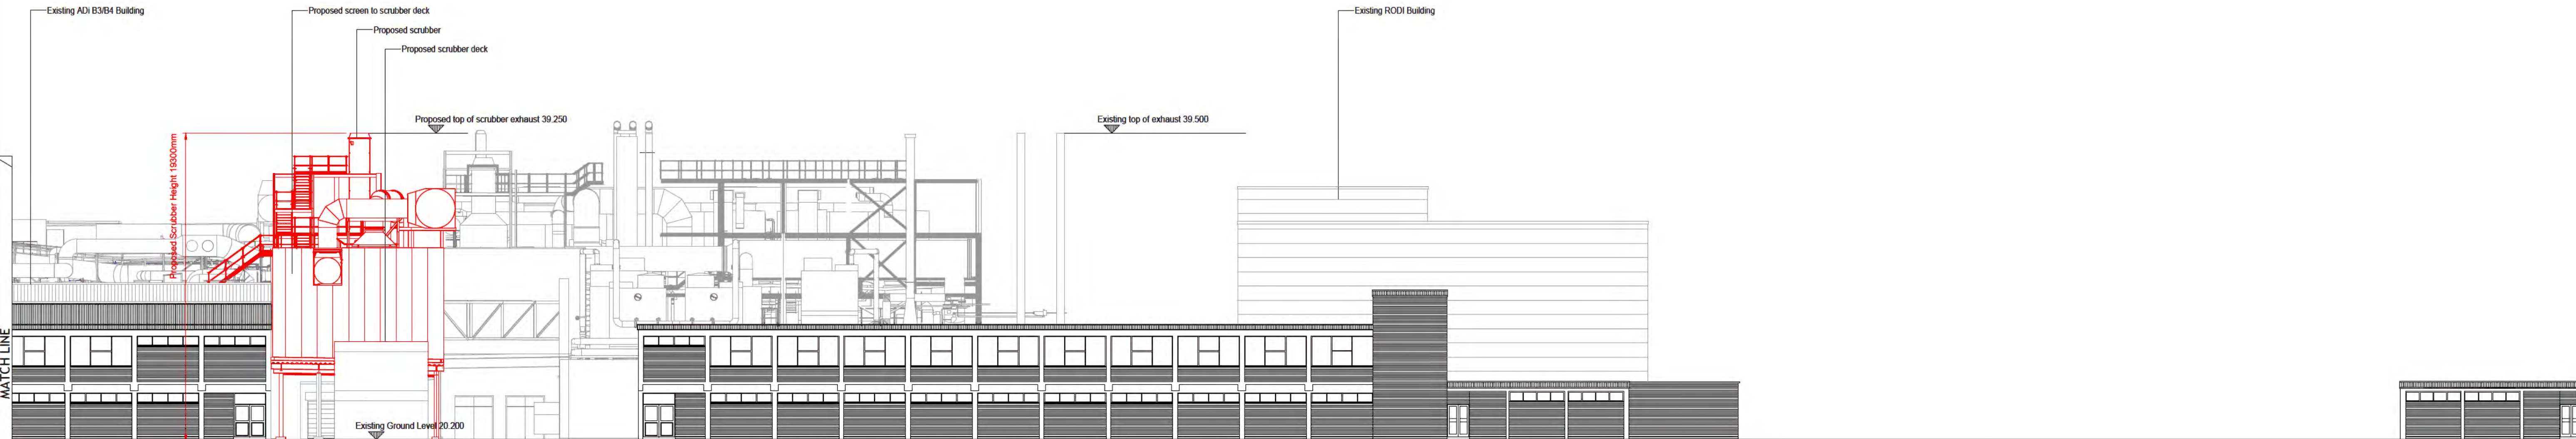 Existing ADi B3/B4 Building
Proposed screen to scrubber deck
Existing RODI Building
Proposed scrubber
Proposed scrubber deck
Proposed top of scrubber exhaust 39.250
Existing top of exhaust 39.500
Proposed Scrubber Height 19300mm
MATCH LINE
Existing Ground Level 20.200